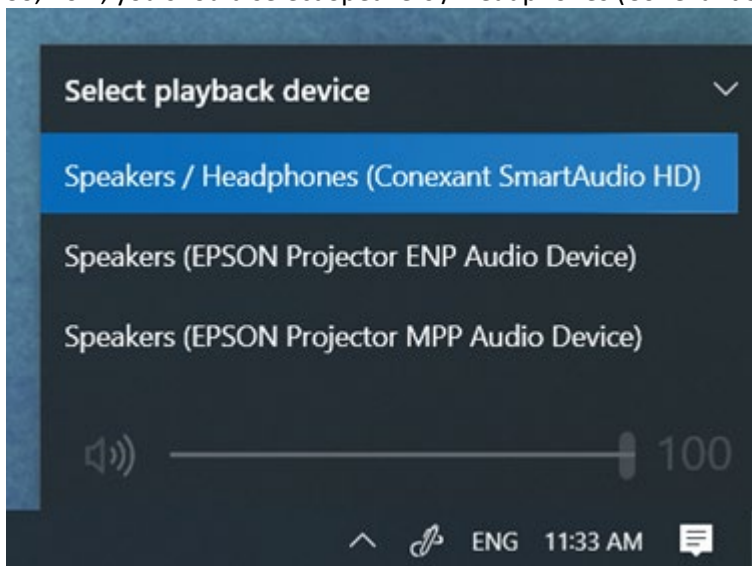 Select playback device
Speakers / Headphones (Conexant SmartAudio HD)
Speakers (EPSON Projector ENP Audio Device)
Speakers (EPSON Projector MPP Audio Device)
100
ENG 11:33 AM